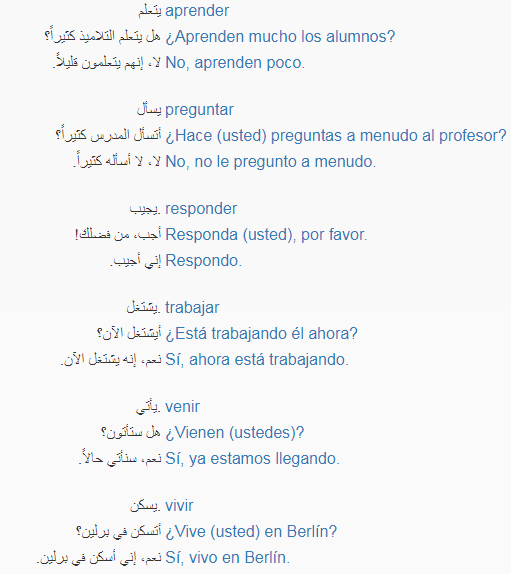 يتعلم aprender
هل يتعلم التلاميذ كثيراً؟ ¿Aprenden mucho los alumnos?
لا، إنهم يتعلمون قليلاً. No, aprenden poco.
يسأل preguntar
أتسأل المدرس كثيراً؟ ¿Hace (usted) preguntas a menudo al profesor?
لا، لا أسأله كثيراً. No, no le pregunto a menudo.
يجيب. responder
أجب، من فضلك! Responda (usted), por favor.
إني أجيب. Respondo.
يشتغل. trabajar
أيشتغل الآن؟ ¿Está trabajando él ahora?
نعم، إنه يشتغل الآن. Sí, ahora está trabajando.
يأتي. venir
هل ستأتون؟ ¿Vienen (ustedes)?
نعم، سنأتي حالاً. Sí, ya estamos llegando.
يسكن. vivir
أتسكن في برلين؟ ¿Vive (usted) en Berlín?
نعم، إني أسكن في برلين. Sí, vivo en Berlín.